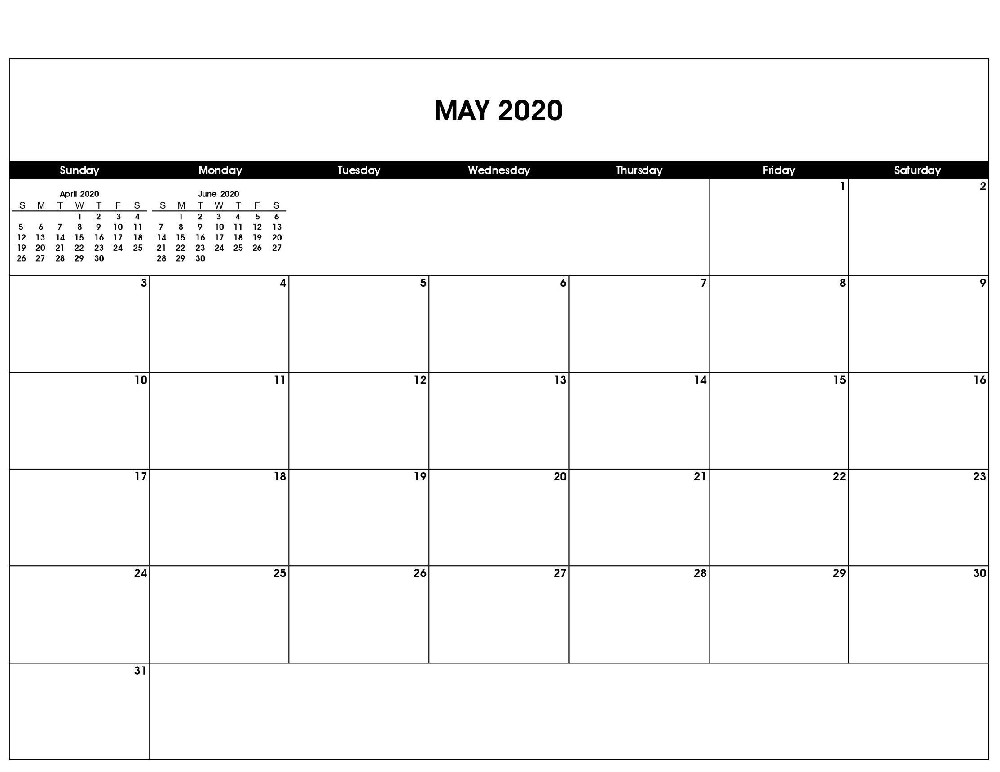 MAY 2020
Sunday Monday Tuesday Wednesday Thursday Friday Saturday
April 2020
S M T W T F S
1 2 3 4
5 6 7 8 9 10 11
12 13 14 15 16 17 18
19 20 21 22 23 24 25
26 27 28 29 30
June 2020
S M T W T F S
1 2 3 4 5 6
7 8 9 10 11 12 13
14 15 16 17 18 19 20
21 22 23 24 25 26 27
28 29 30
1 2
3 4 5 6 7 8 9
10 11 12 13 14 15 16
17 18 19 20 21 22 23
24 25 26 27 28 29 30
31